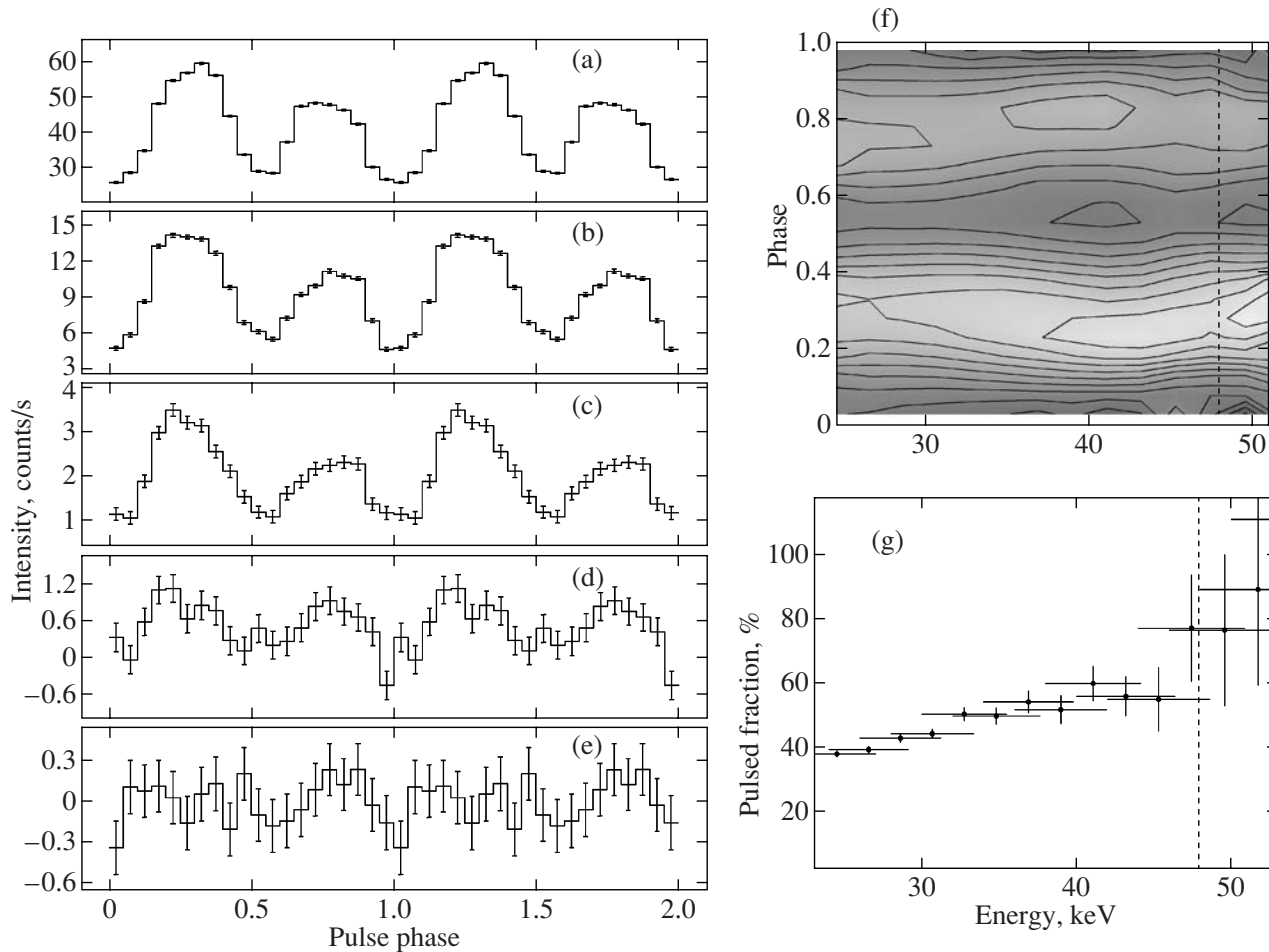 (a)
60
50
40
30
(b)
15
12
9
6
3
(c)
4
3
2
1
(d)
1.2
0.6
0
−0.6
(e)
0.3
0
−0.3
−0.6
0 0.5 1.0 1.5 2.0
Pulse phase
Intensity, counts/s
(f)
1.0
0.8
0.6
0.4
0.2
0
Phase
30 40 50
(g)
100
80
60
40
20
Pulsed fraction, %
30 40 50
Energy, keV